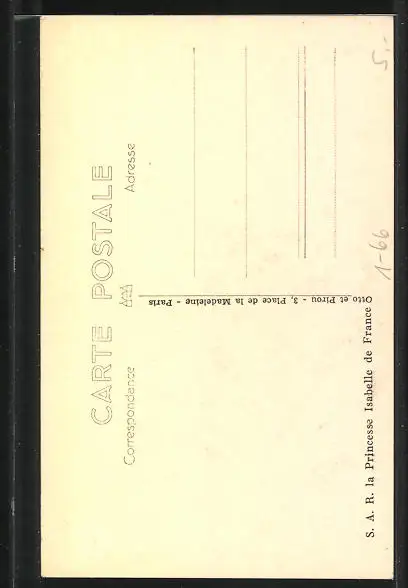 CARTE POSTALE
Correspondance
Adresse
Otto et Pirou - 3, Place de la Madeleine - Paris
S. A. R. la Princesse Isabelle de France
1-66
5,-